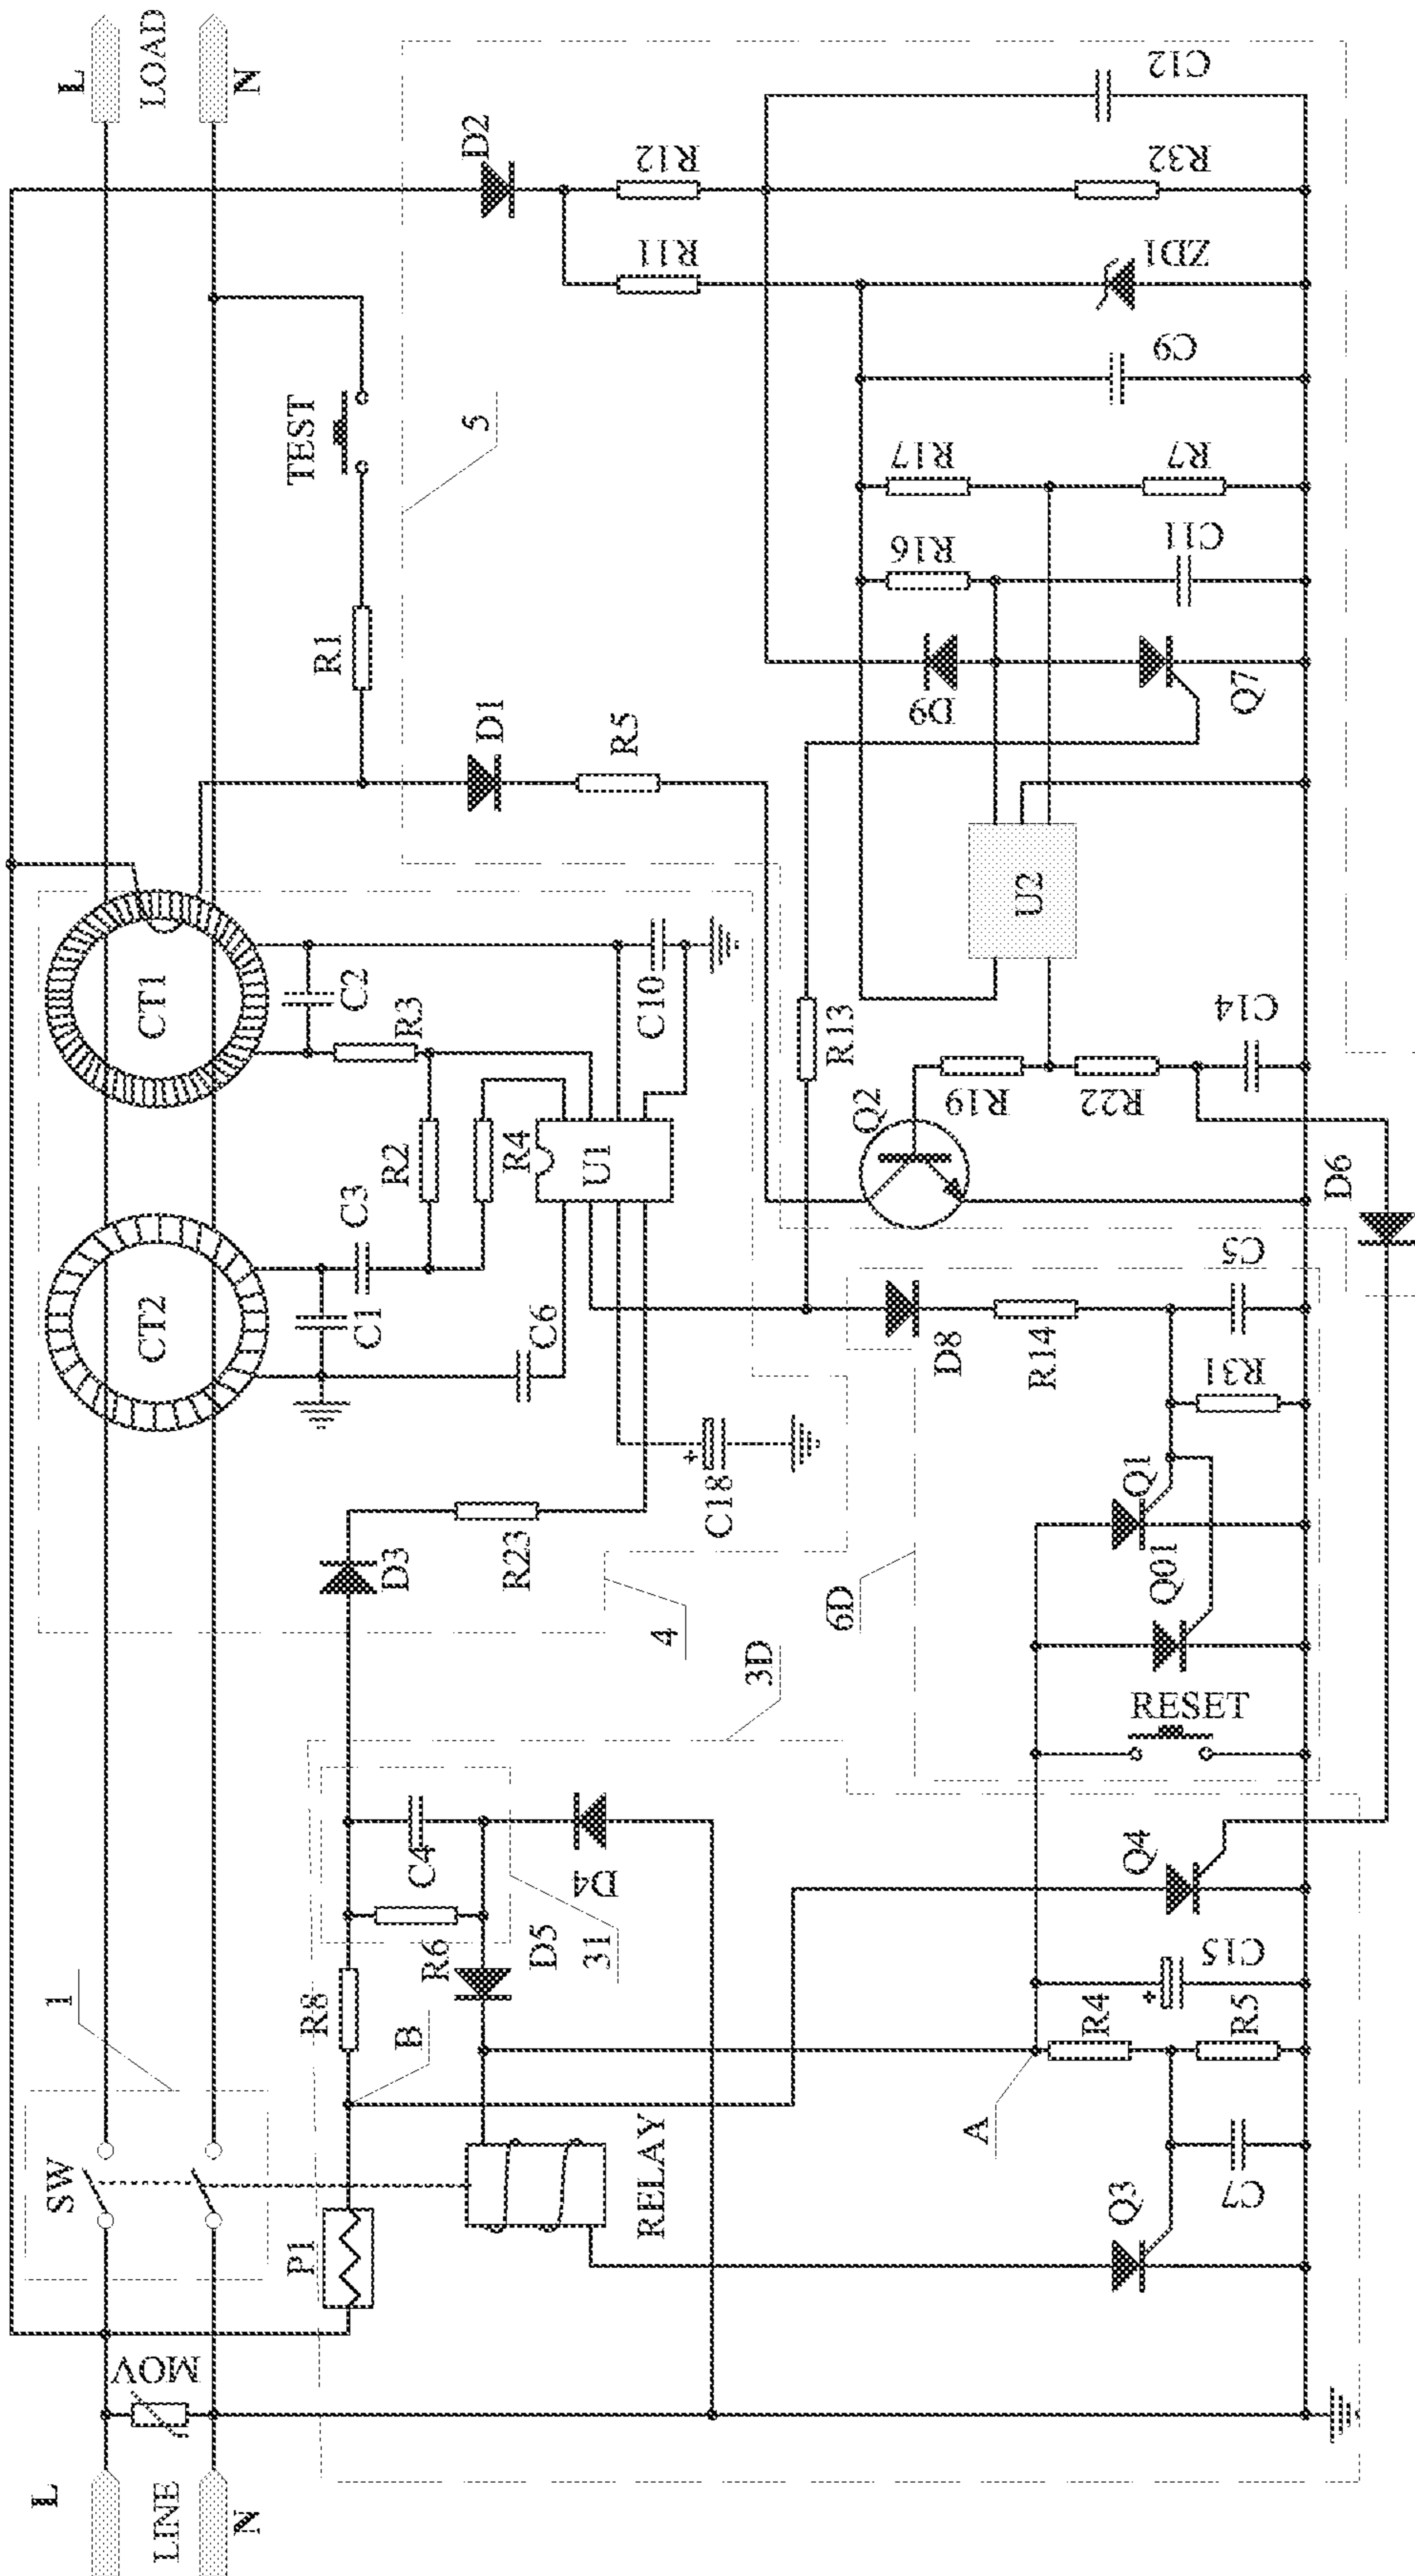 L
LOAD
N
D2
R12
C12
R32
R11
ZD1
C9
TEST
5
R17
R7
R16
C11
R1
D9
Q7
D1
R5
U2
CT1
C2
R3
C10
R13
C14
Q2
R19
R22
R2
R4
U1
D6
C3
CT2
C1
C6
D8
R14
C5
R31
C18
Q1
D3
R23
Q01
4
6D
3D
RESET
C4
D4
Q4
R6
D5
31
1
R8
B
C15
R4
R5
A
SW
RELAY
C7
P1
Q3
MOV
L
LINE
N